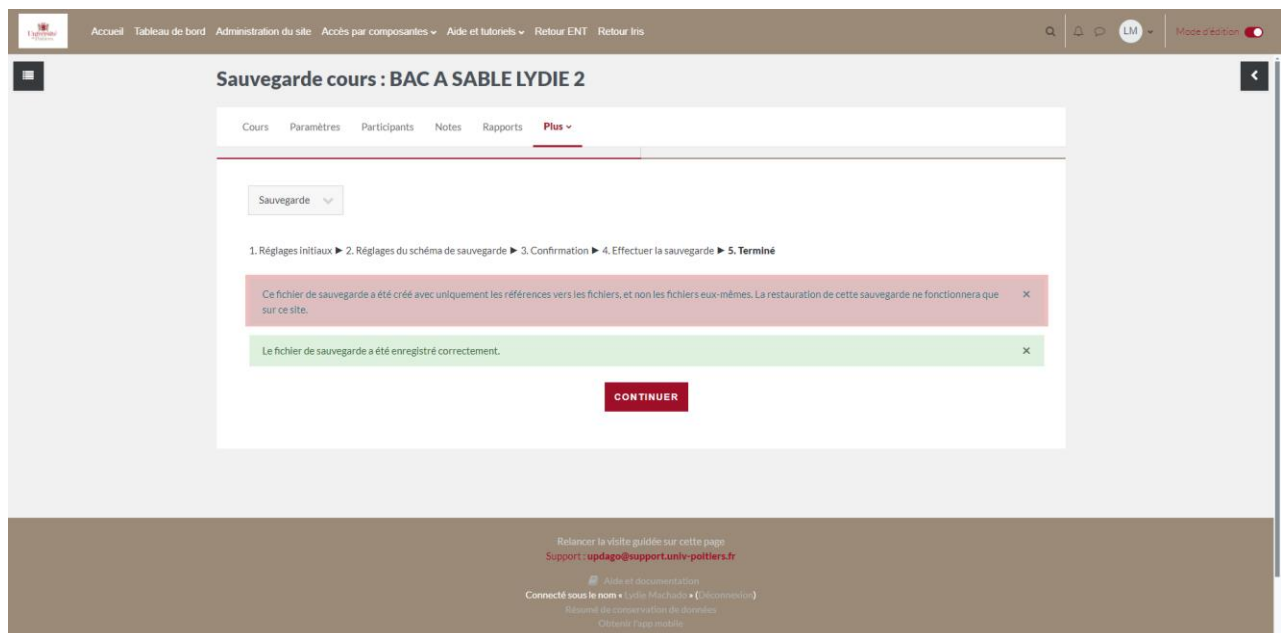 Université de Poitiers
Accueil Tableau de bord Administration du site Accès par composantes Aide et tutoriels Retour ENT Retour Iris
LM
Mode d'édition
Sauvegarde cours : BAC A SABLE LYDIE 2
Cours Paramètres Participants Notes Rapports Plus
Sauvegarde
1. Réglages initiaux ► 2. Réglages du schéma de sauvegarde ► 3. Confirmation ► 4. Effectuer la sauvegarde ► 5. Terminé
Ce fichier de sauvegarde a été créé avec uniquement les références vers les fichiers, et non les fichiers eux-mêmes. La restauration de cette sauvegarde ne fonctionnera que
sur ce site.
×
Le fichier de sauvegarde a été enregistré correctement.
×
CONTINUER
Relancer la visite guidée sur cette page
Support : updago@support.univ-poitiers.fr
Aide et documentation
Connecté sous le nom « Lydie Machado » (Déconnexion)
Résumé de conservation de données
Obtenir l'app mobile